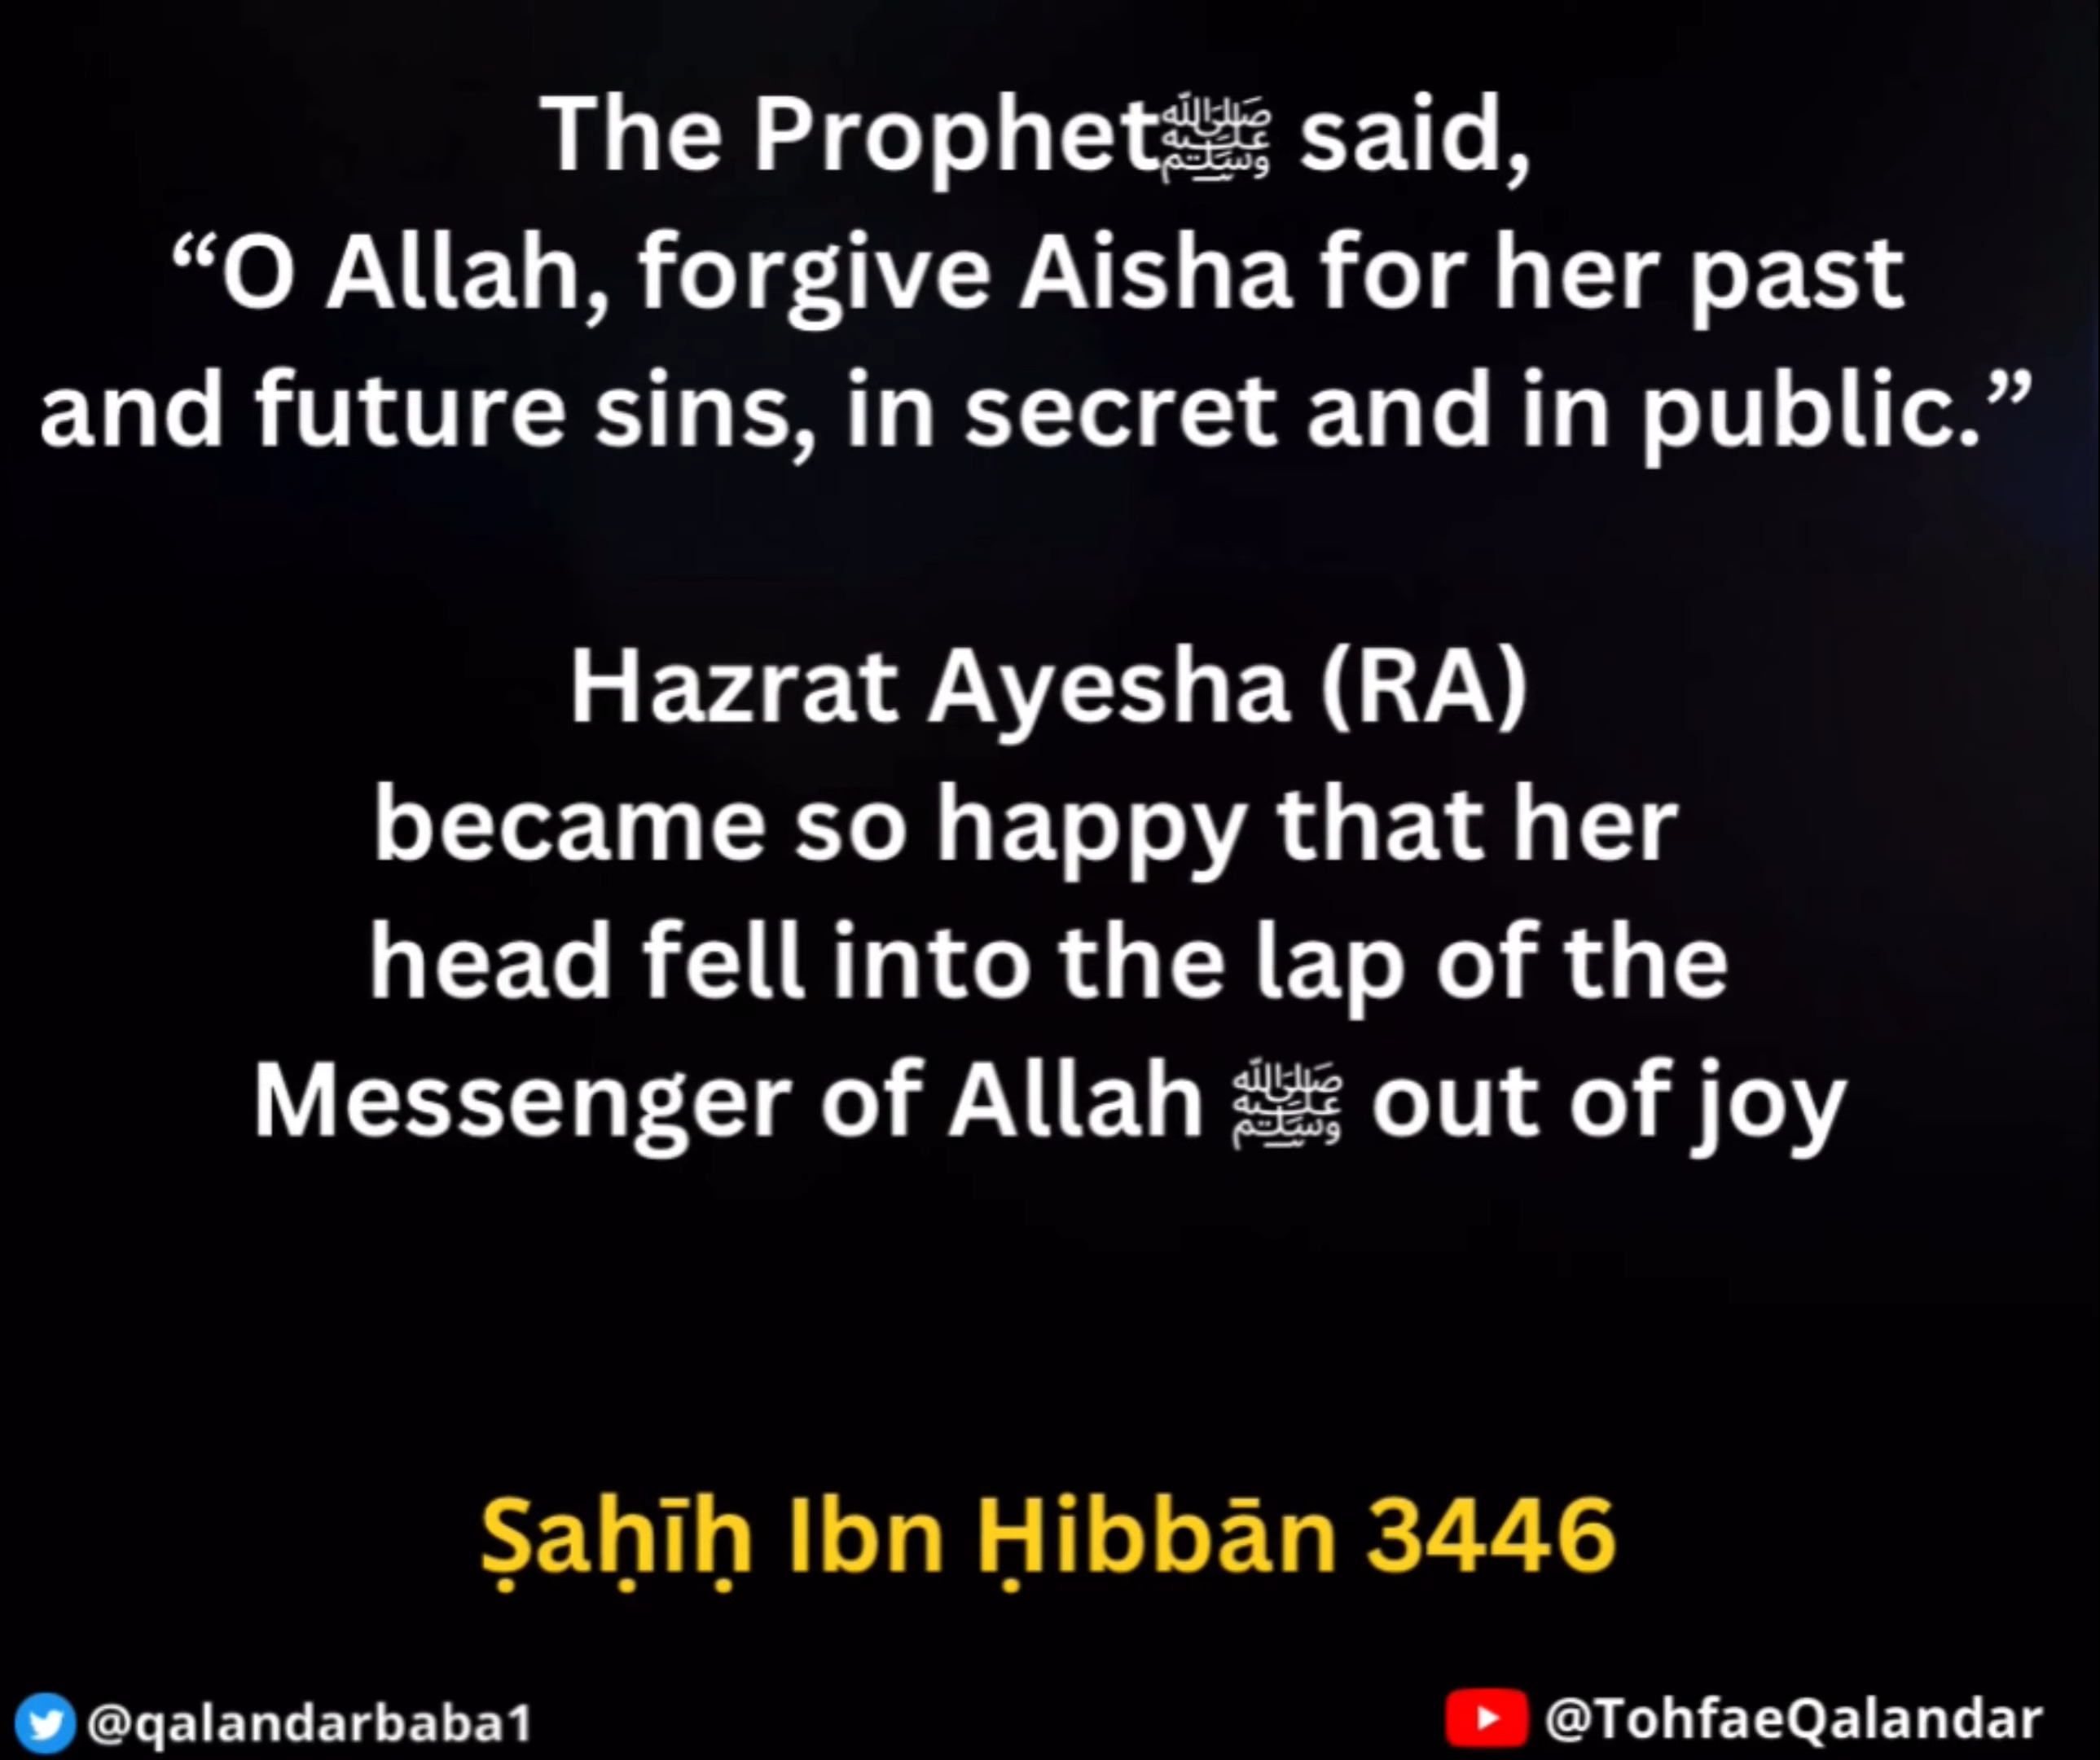 The Prophetﷺ said,
“O Allah, forgive Aisha for her past
and future sins, in secret and in public.”
Hazrat Ayesha (RA)
became so happy that her
head fell into the lap of the
Messenger of Allah ﷺ out of joy
Ṣaḥīḥ Ibn Ḥibbān 3446
@qalandarbaba1
@TohfaeQalandar